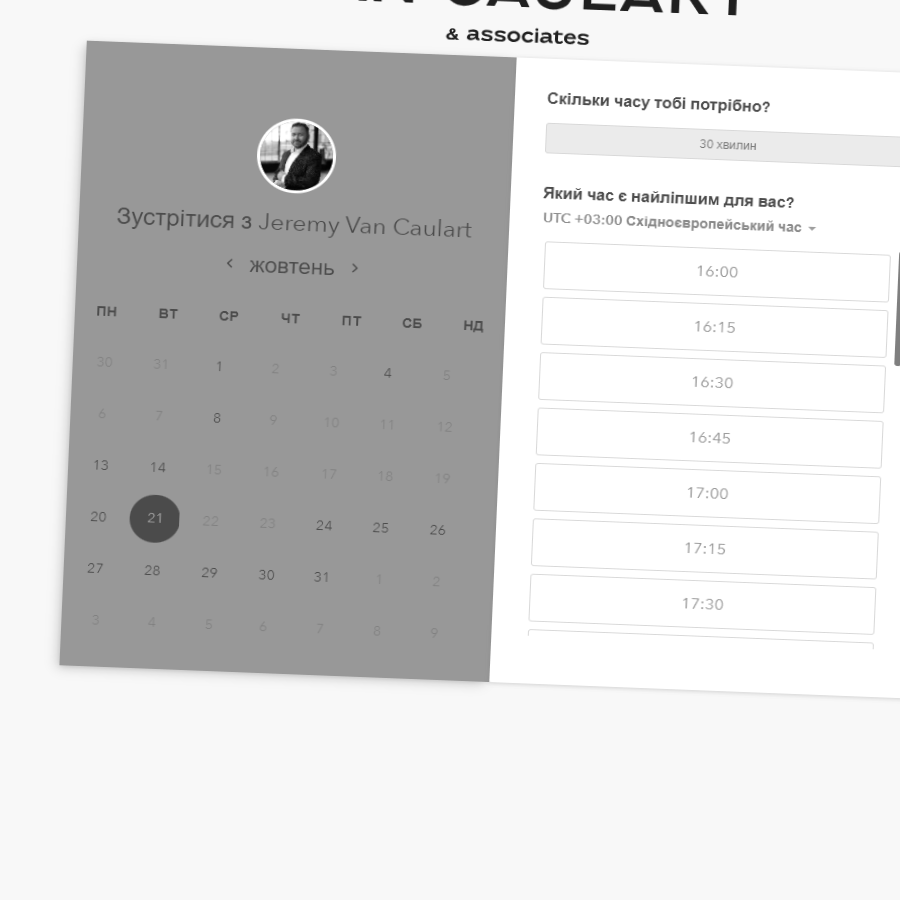 CAULART
& associates
Зустрітися з Jeremy Van Caulart
жовтень
ПН ВТ СР ЧТ ПТ СБ НД
30 31 1 2 3 4 5
6 7 8 9 10 11 12
13 14 15 16 17 18 19
20 21 22 23 24 25 26
27 28 29 30 31 1 2
3 4 5 6 7 8 9
Скільки часу тобі потрібно?
30 хвилин
Який час є найліпшим для вас?
UTC +03:00 Східноєвропейський час
16:00
16:15
16:30
16:45
17:00
17:15
17:30